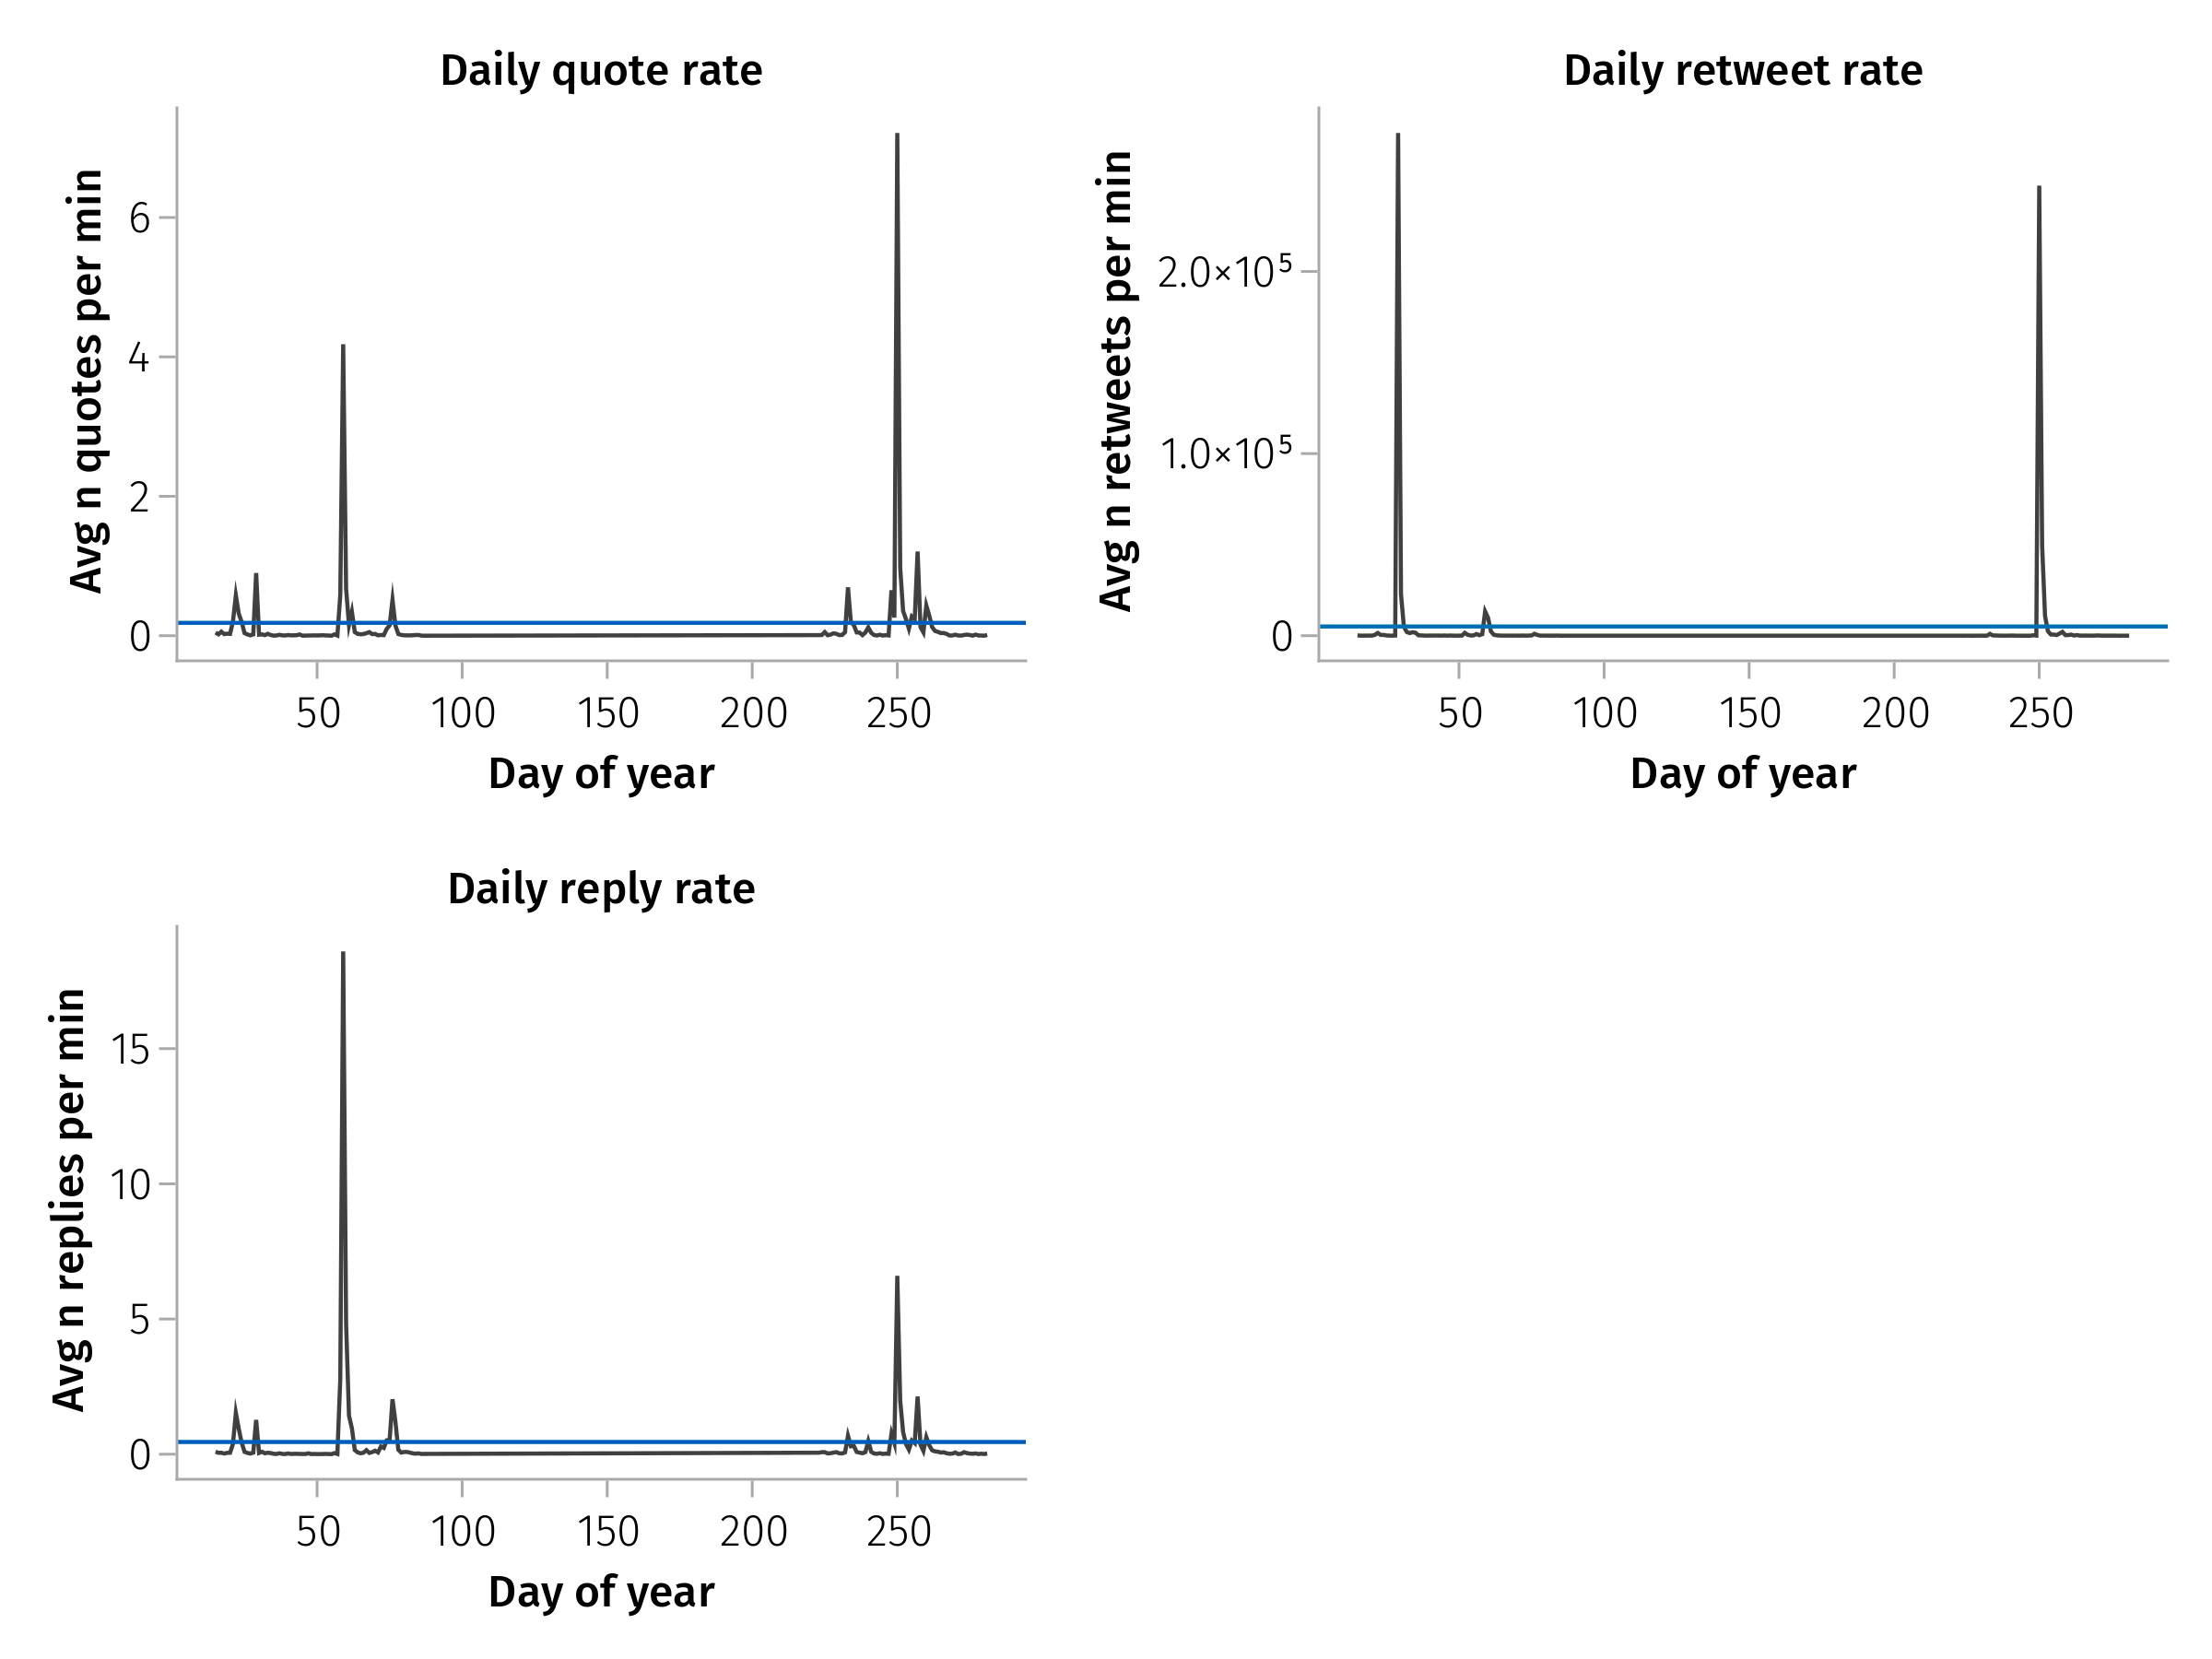 Daily quote rate
Avg n quotes per min
6
4
2
0
50 100 150 200 250
Day of year
Daily retweet rate
Avg n retweets per min
2.0×10⁵
1.0×10⁵
0
50 100 150 200 250
Day of year
Daily reply rate
Avg n replies per min
15
10
5
0
50 100 150 200 250
Day of year